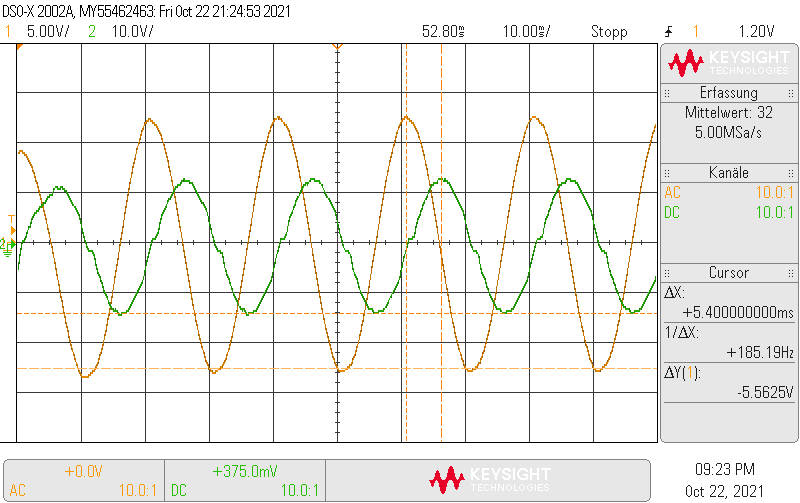 DSO-X 2002A, MY55462463: Fri Oct 22 21:24:53 2021
1 5.00V/ 2 10.0V/ 52.80s 10.00s/ Stopp 1 1.20V
KEYSIGHT
TECHNOLOGIES
Erfassung
Mittelwert: 32
5.00MSa/s
Kanäle
AC 10.0:1
DC 10.0:1
Cursor
ΔX:
+5.400000000ms
1/ΔX:
+185.19Hz
ΔY(1):
-5.5625V
T
2
+0.0V
AC 10.0:1
+375.0mV
DC 10.0:1
KEYSIGHT
TECHNOLOGIES
09:23 PM
Oct 22, 2021